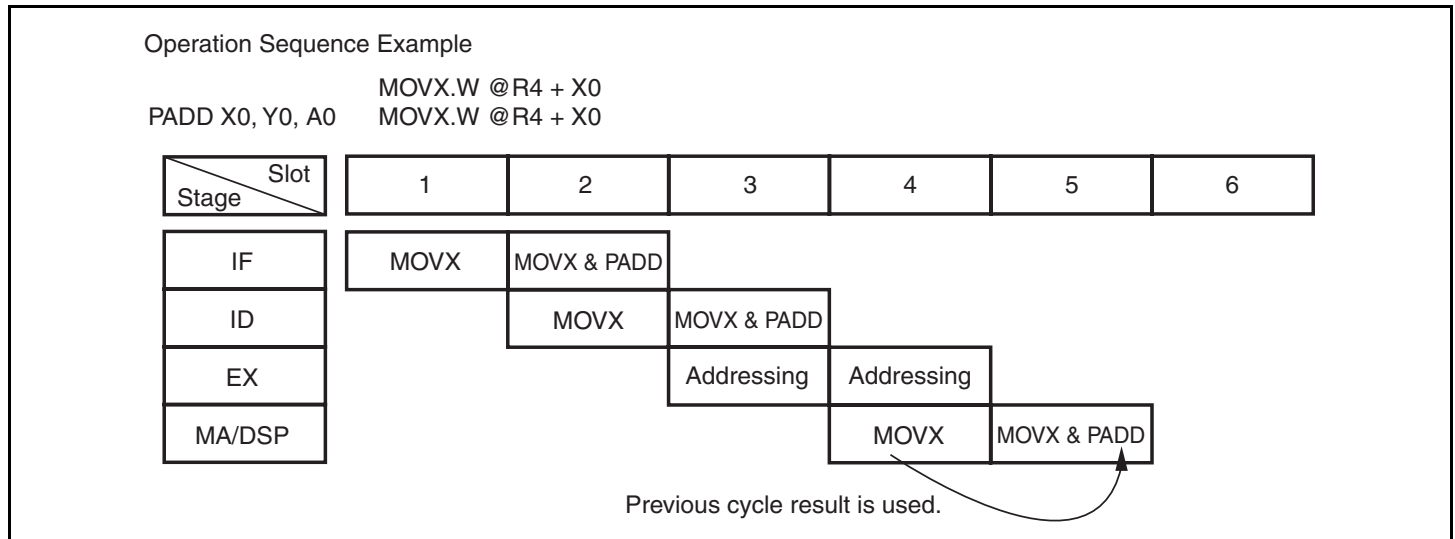 Operation Sequence Example
MOVX.W @R4 + X0
PADD X0, Y0, A0 MOVX.W @R4 + X0
Slot
Stage
1 2 3 4 5 6
IF MOVX MOVX & PADD
ID MOVX MOVX & PADD
EX Addressing Addressing
MA/DSP MOVX MOVX & PADD
Previous cycle result is used.